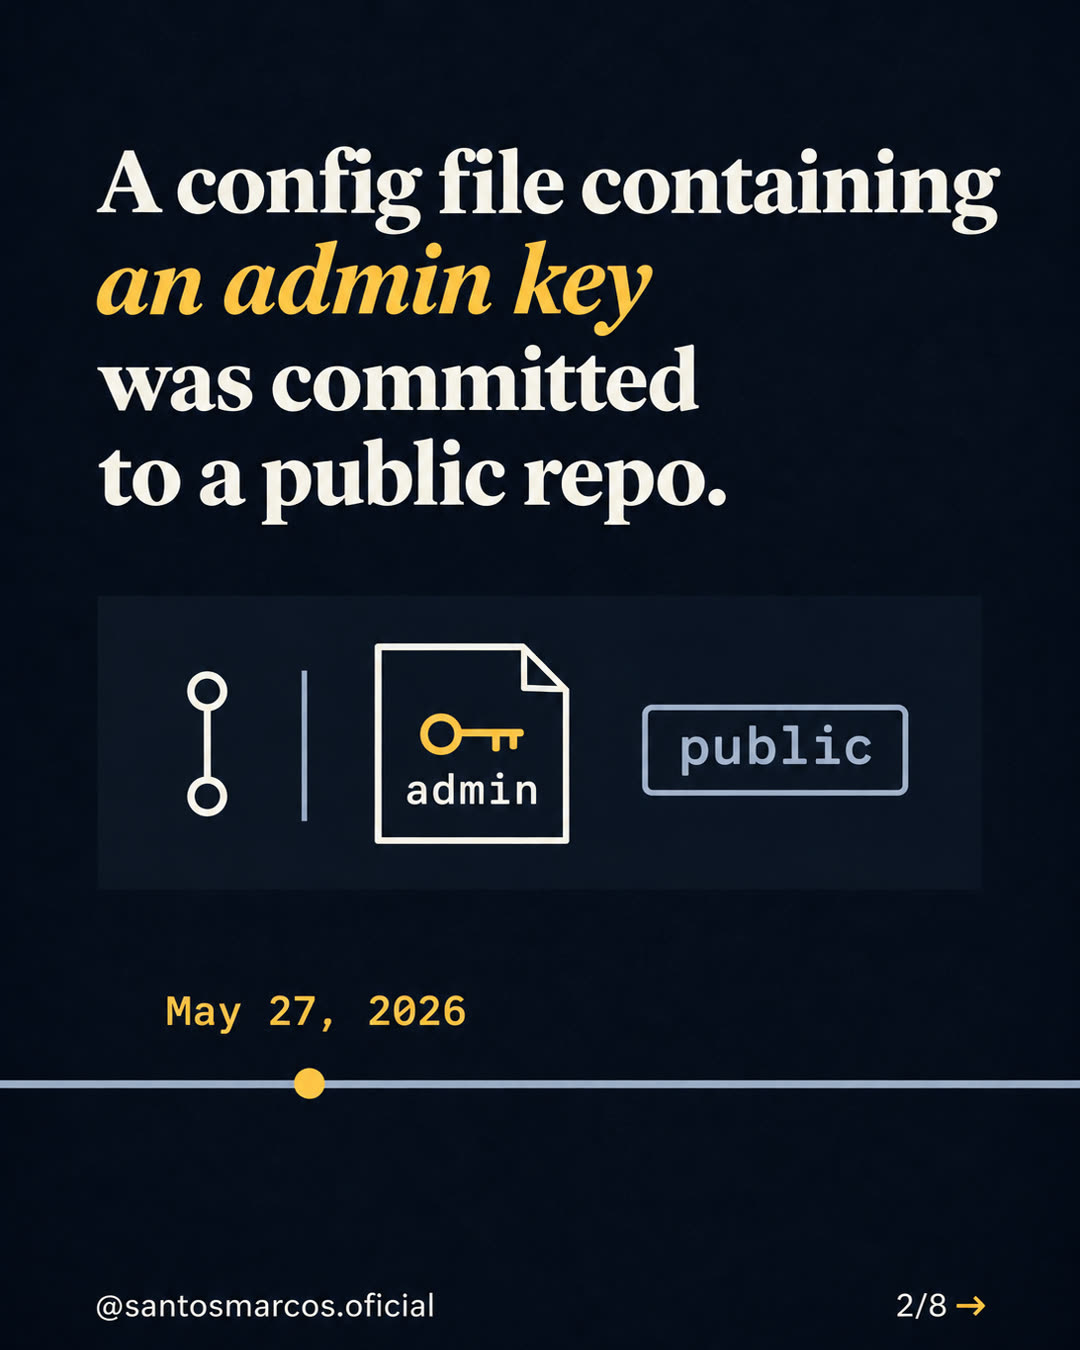 A config file containing
an admin key
was committed
to a public repo.
admin
public
May 27, 2026
@santosmarcos.oficial
2/8 →